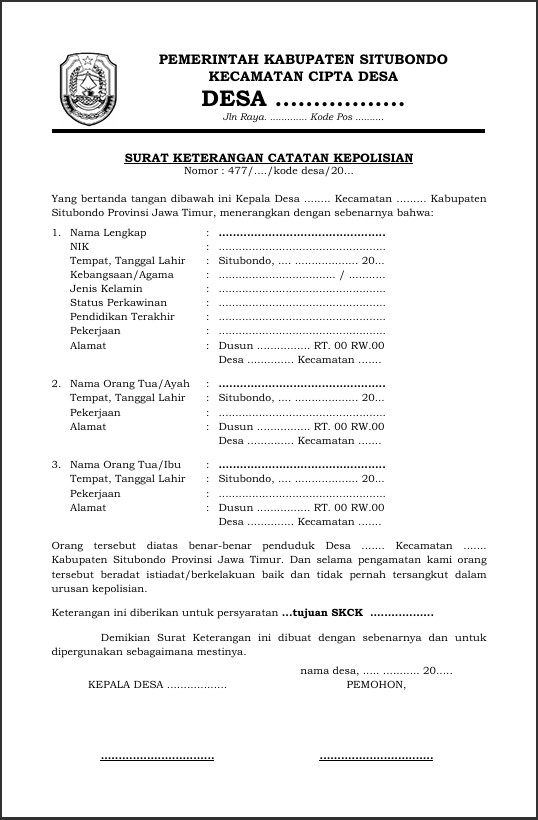 PEMERINTAH KABUPATEN SITUBONDO
KECAMATAN CIPTA DESA
DESA ……………..
Jln Raya. ............. Kode Pos ..........
SURAT KETERANGAN CATATAN KEPOLISIAN
Nomor : 477/..../kode desa/20...
Yang bertanda tangan dibawah ini Kepala Desa ........ Kecamatan ......... Kabupaten
Situbondo Provinsi Jawa Timur, menerangkan dengan sebenarnya bahwa:
1. Nama Lengkap : ...............................................
NIK : ...............................................
Tempat, Tanggal Lahir : Situbondo, .... .................. 20...
Kebangsaan/Agama : ................................. / ...........
Jenis Kelamin : ...............................................
Status Perkawinan : ...............................................
Pendidikan Terakhir : ...............................................
Pekerjaan : ...............................................
Alamat : Dusun ................ RT. 00 RW.00
Desa .............. Kecamatan .......
2. Nama Orang Tua/Ayah : ...............................................
Tempat, Tanggal Lahir : Situbondo, .... .................. 20...
Pekerjaan : ...............................................
Alamat : Dusun ................ RT. 00 RW.00
Desa .............. Kecamatan .......
3. Nama Orang Tua/Ibu : ...............................................
Tempat, Tanggal Lahir : Situbondo, .... .................. 20...
Pekerjaan : ...............................................
Alamat : Dusun ................ RT. 00 RW.00
Desa .............. Kecamatan .......
Orang tersebut diatas benar-benar penduduk Desa ....... Kecamatan .......
Kabupaten Situbondo Provinsi Jawa Timur. Dan selama pengamatan kami orang
tersebut beradat istiadat/berkelakuan baik dan tidak pernah tersangkut dalam
urusan kepolisian.
Keterangan ini diberikan untuk persyaratan ...tujuan SKCK ..................
Demikian Surat Keterangan ini dibuat dengan sebenarnya dan untuk
dipergunakan sebagaimana mestinya.
nama desa, ..... ........... 20.....
KEPALA DESA ................. PEMOHON,
................................ ................................